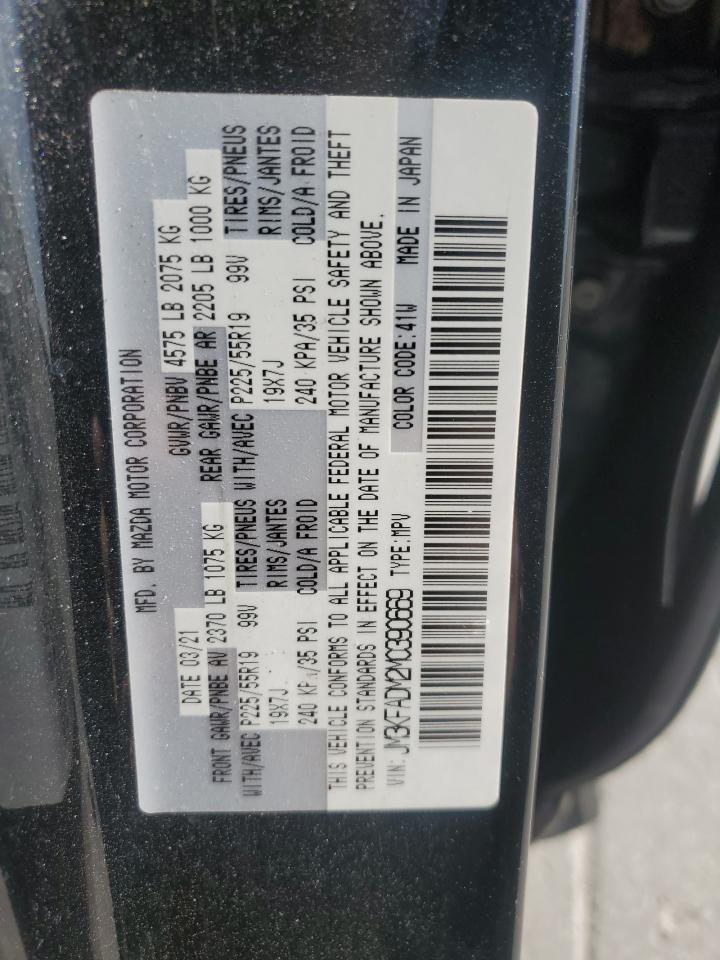 MFD. BY MAZDA MOTOR CORPORATION
DATE 03/21 GVWR/PNBV 4575 LB 2075 KG
FRONT GAWR/PNBE AV 2370 LB 1075 KG REAR GAWR/PNBE AR 2205 LB 1000 KG
WITH/AVEC P225/55R19 99V TIRES/PNEUS WITH/AVEC P225/55R19 99V TIRES/PNEUS
19X7J RIMS/JANTES 19X7J RIMS/JANTES
240 KPA/35 PSI COLD/A FROID 240 KPA/35 PSI COLD/A FROID
THIS VEHICLE CONFORMS TO ALL APPLICABLE FEDERAL MOTOR VEHICLE SAFETY AND THEFT
PREVENTION STANDARDS IN EFFECT ON THE DATE OF MANUFACTURE SHOWN ABOVE.
VIN: JM3KFADM2M0390669 TYPE:MPV COLOR CODE:41W MADE IN JAPAN